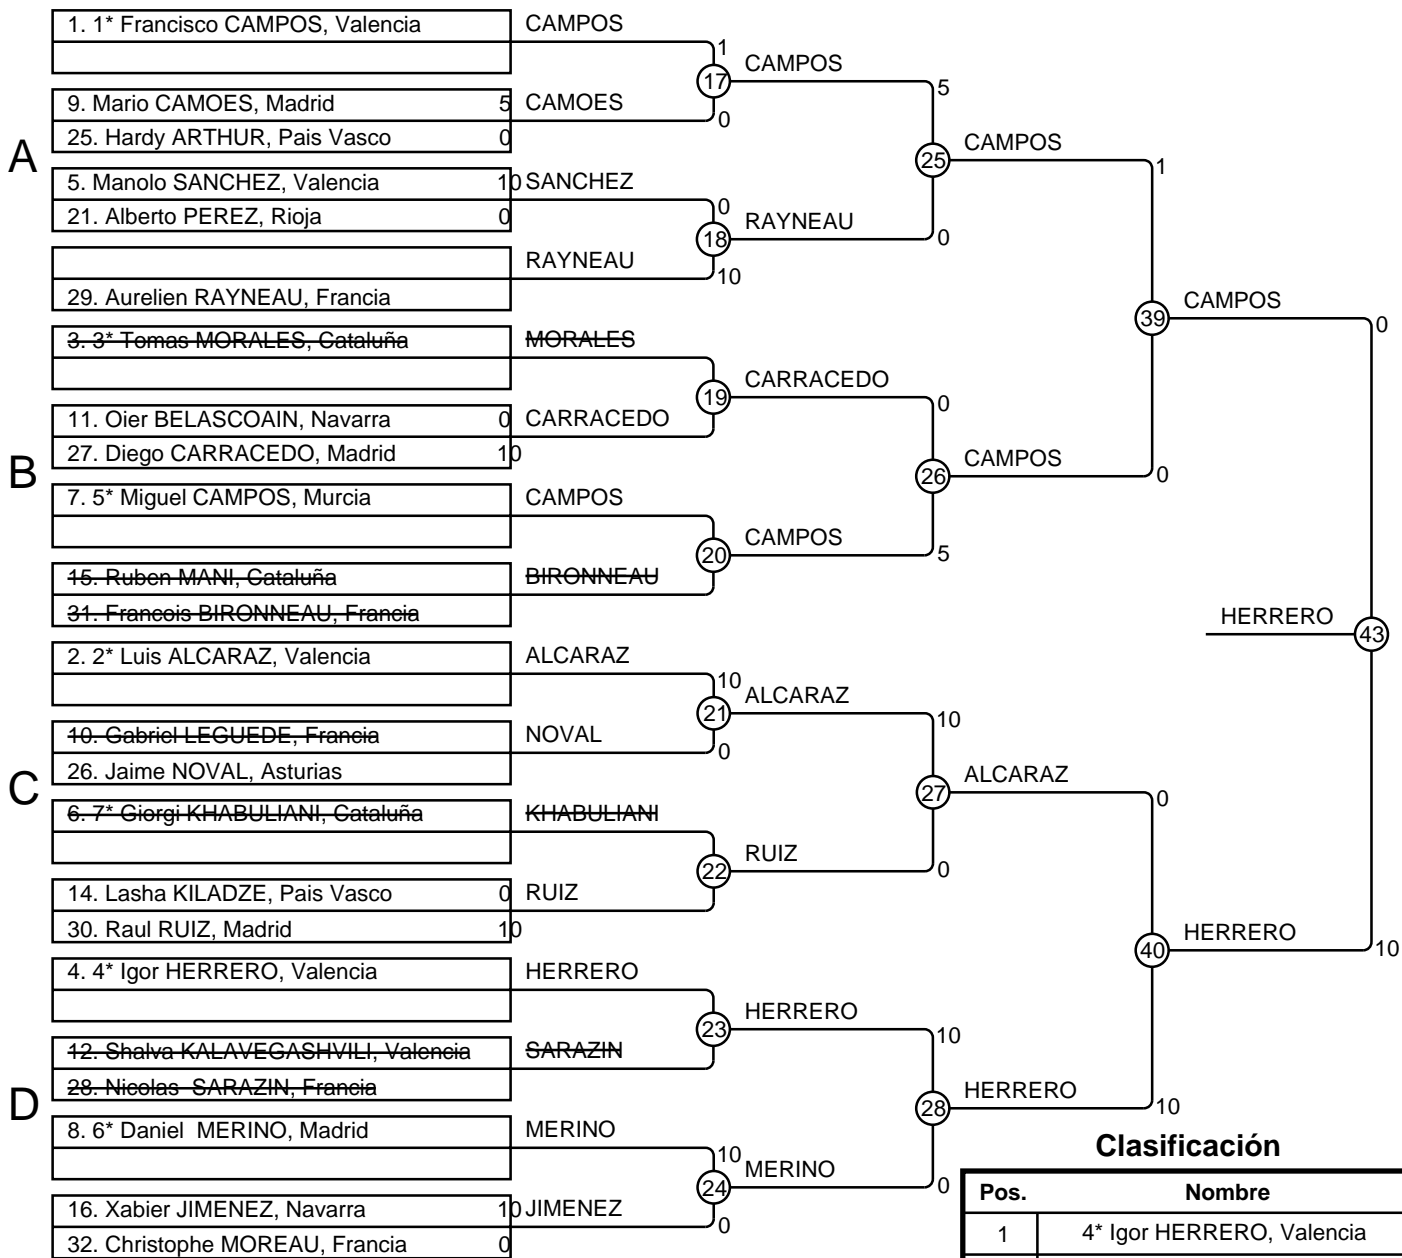 1. 1* Francisco CAMPOS, Valencia
CAMPOS
1
17
CAMPOS
5
9. Mario CAMOES, Madrid 5
CAMOES
0
25. Hardy ARTHUR, Pais Vasco 0
A
25
CAMPOS
1
5. Manolo SANCHEZ, Valencia 10
SANCHEZ
0
21. Alberto PEREZ, Rioja 0
18
RAYNEAU
0
RAYNEAU
10
29. Aurelien RAYNEAU, Francia
39
CAMPOS
0
3. 3* Tomas MORALES, Cataluña
MORALES
19
CARRACEDO
0
11. Oier BELASCOAIN, Navarra 0
CARRACEDO
27. Diego CARRACEDO, Madrid 10
B
26
CAMPOS
0
7. 5* Miguel CAMPOS, Murcia
CAMPOS
20
CAMPOS
5
15. Ruben MANI, Cataluña
BIRONNEAU
31. Francois BIRONNEAU, Francia
HERRERO
43
2. 2* Luis ALCARAZ, Valencia
ALCARAZ
10
21
ALCARAZ
10
10. Gabriel LEGUEDE, Francia
NOVAL
0
26. Jaime NOVAL, Asturias
C
27
ALCARAZ
0
6. 7* Giorgi KHABULIANI, Cataluña
KHABULIANI
22
RUIZ
0
14. Lasha KILADZE, Pais Vasco 0
RUIZ
30. Raul RUIZ, Madrid 10
40
HERRERO
10
4. 4* Igor HERRERO, Valencia
HERRERO
23
HERRERO
10
12. Shalva KALAVEGASHVILI, Valencia
SARAZIN
28. Nicolas SARAZIN, Francia
D
28
HERRERO
10
8. 6* Daniel MERINO, Madrid
MERINO
10
24
MERINO
0
16. Xabier JIMENEZ, Navarra 10
JIMENEZ
0
32. Christophe MOREAU, Francia 0
Clasificación
Pos. Nombre
1 4* Igor HERRERO, Valencia